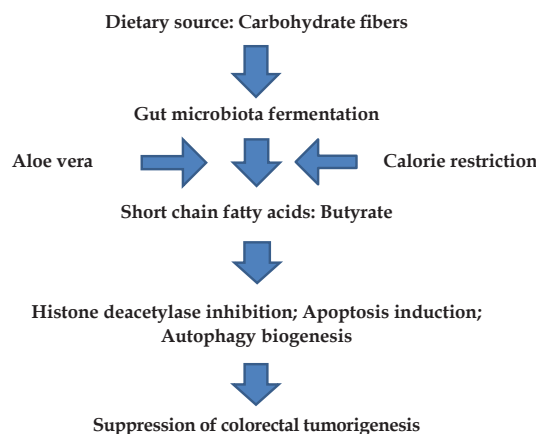 Dietary source: Carbohydrate fibers
Gut microbiota fermentation
Aloe vera
Calorie restriction
Short chain fatty acids: Butyrate
Histone deacetylase inhibition; Apoptosis induction;
Autophagy biogenesis
Suppression of colorectal tumorigenesis